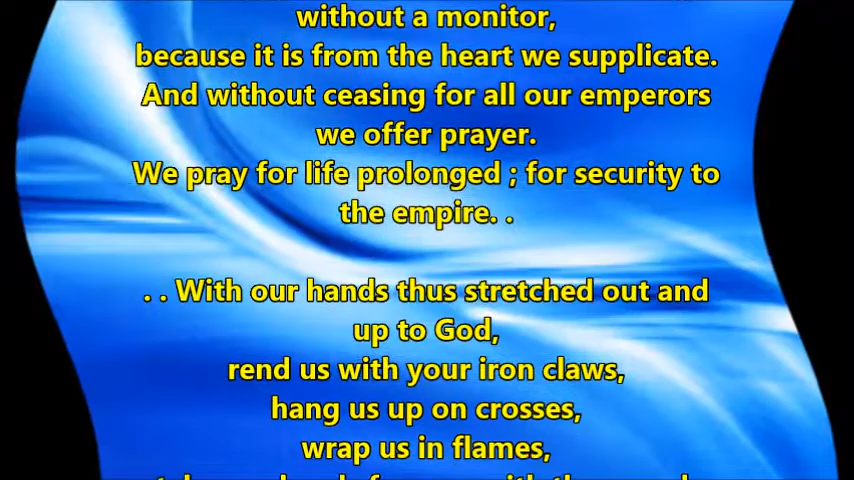 without a monitor,
because it is from the heart we supplicate.
And without ceasing for all our emperors
we offer prayer.
We pray for life prolonged ; for security to
the empire. .
. . With our hands thus stretched out and
up to God,
rend us with your iron claws,
hang us up on crosses,
wrap us in flames,